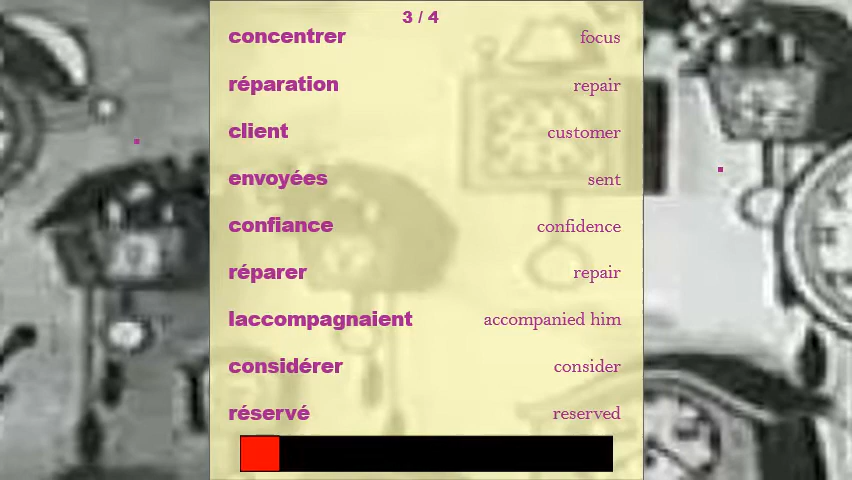 3 / 4
concentrer focus
réparation repair
client customer
envoyées sent
confiance confidence
réparer repair
laccompagnaient accompanied him
considérer consider
réservé reserved